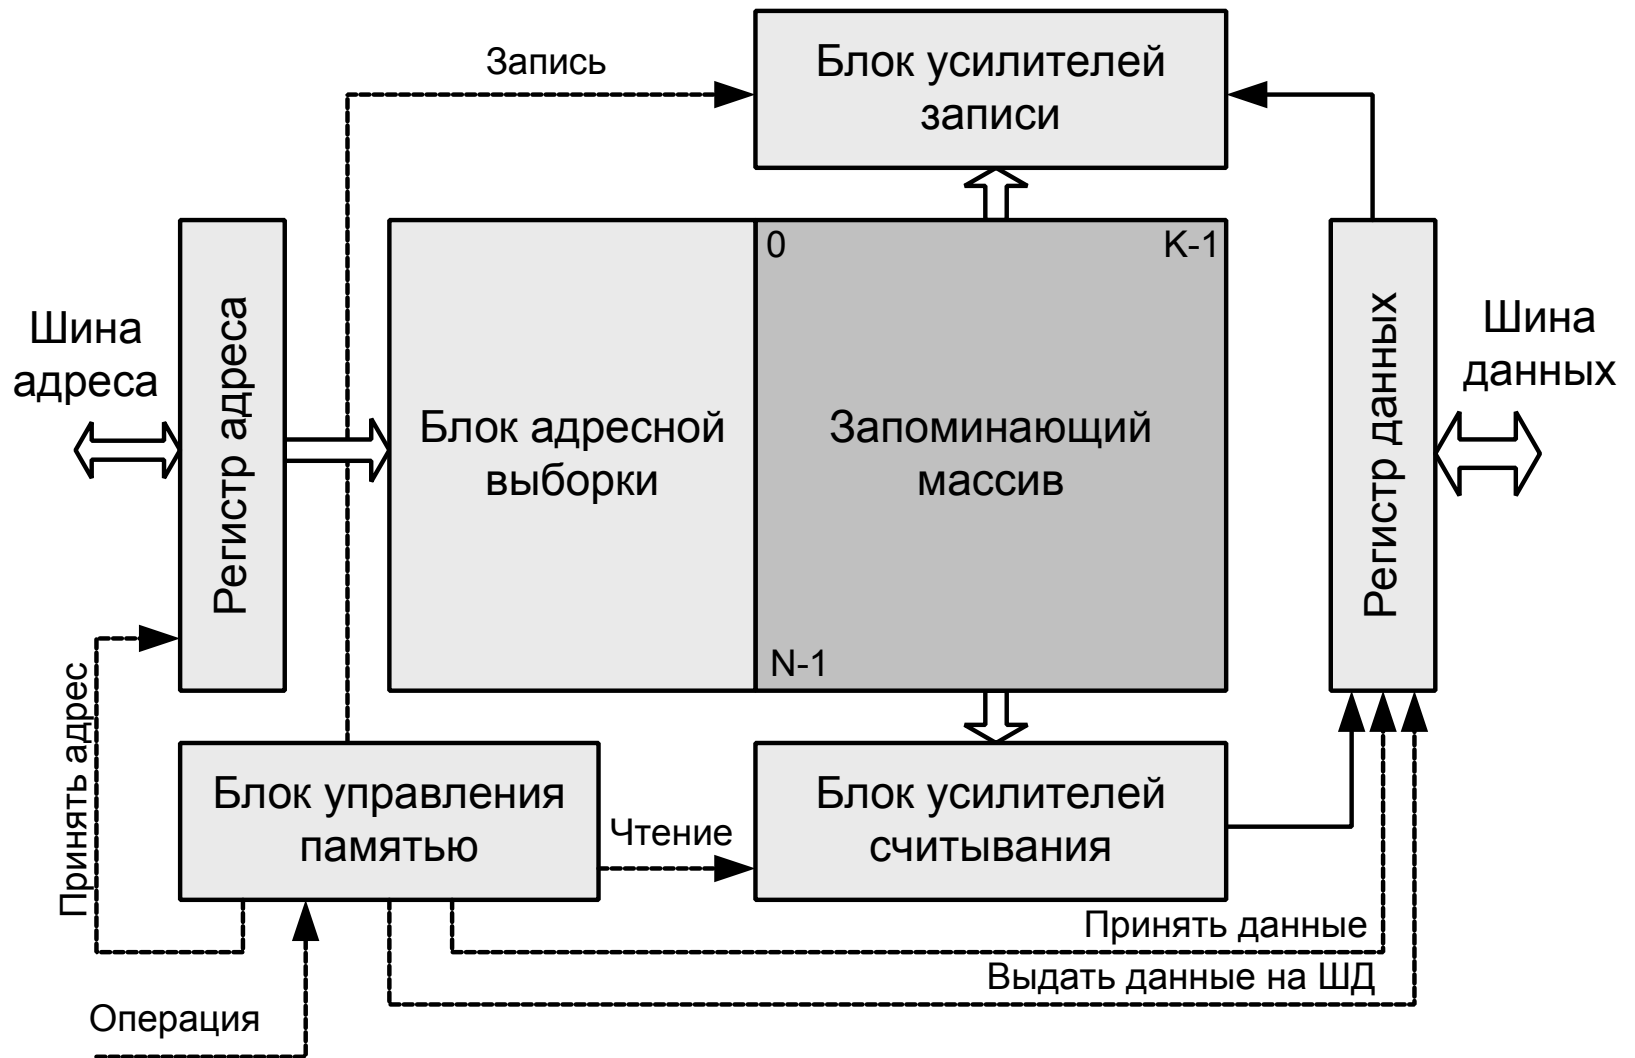 Запись
Блок усилителей
записи
0
K-1
Шина
адреса
Регистр адреса
Блок адресной
выборки
Запоминающий
массив
Регистр данных
Шина
данных
N-1
Принять адрес
Блок управления
памятью
Чтение
Блок усилителей
считывания
Принять данные
Выдать данные на ШД
Операция